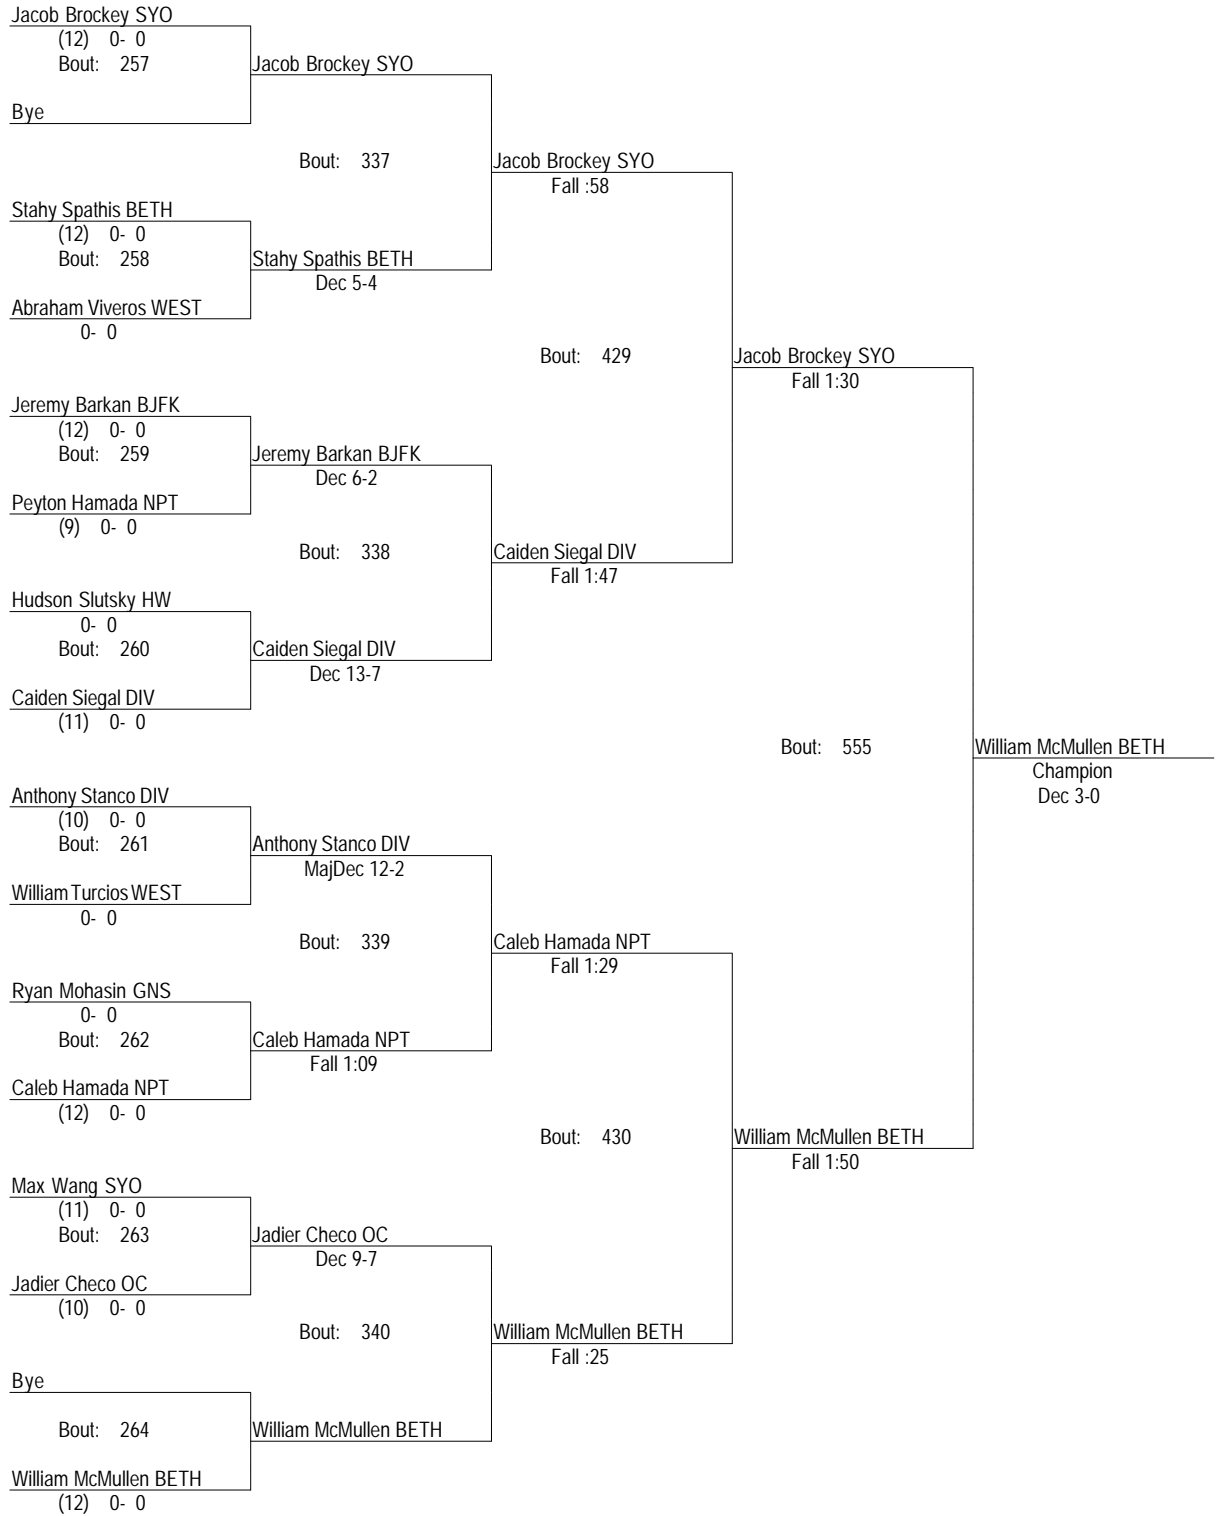 Jacob Brockey SYO
(12) 0- 0
Bout: 257
Jacob Brockey SYO
Bye
Bout: 337
Jacob Brockey SYO
Fall :58
Stahy Spathis BETH
(12) 0- 0
Bout: 258
Stahy Spathis BETH
Dec 5-4
Abraham Viveros WEST
0- 0
Bout: 429
Jacob Brockey SYO
Fall 1:30
Jeremy Barkan BJFK
(12) 0- 0
Bout: 259
Jeremy Barkan BJFK
Dec 6-2
Peyton Hamada NPT
(9) 0- 0
Bout: 338
Caiden Siegal DIV
Fall 1:47
Hudson Slutsky HW
0- 0
Bout: 260
Caiden Siegal DIV
Dec 13-7
Caiden Siegal DIV
(11) 0- 0
Bout: 555
William McMullen BETH
Champion
Dec 3-0
Anthony Stanco DIV
(10) 0- 0
Bout: 261
Anthony Stanco DIV
MajDec 12-2
William Turcios WEST
0- 0
Bout: 339
Caleb Hamada NPT
Fall 1:29
Ryan Mohasin GNS
0- 0
Bout: 262
Caleb Hamada NPT
Fall 1:09
Caleb Hamada NPT
(12) 0- 0
Bout: 430
William McMullen BETH
Fall 1:50
Max Wang SYO
(11) 0- 0
Bout: 263
Jadier Checo OC
Dec 9-7
Jadier Checo OC
(10) 0- 0
Bout: 340
William McMullen BETH
Fall :25
Bye
Bout: 264
William McMullen BETH
William McMullen BETH
(12) 0- 0